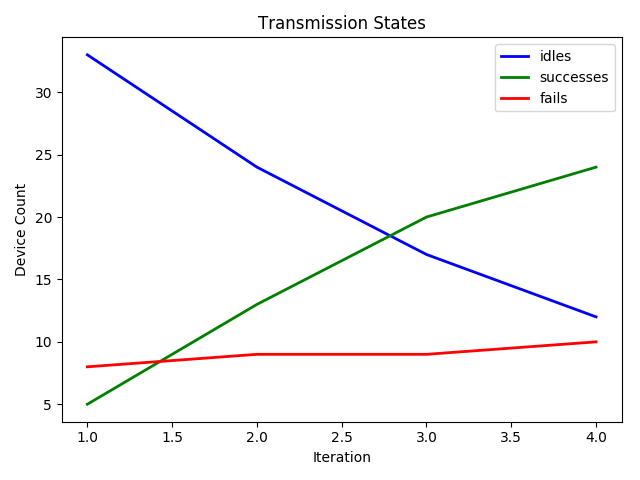 Transmission States
idles
successes
fails
Device Count
30
25
20
15
10
5
1.0 1.5 2.0 2.5 3.0 3.5 4.0
Iteration